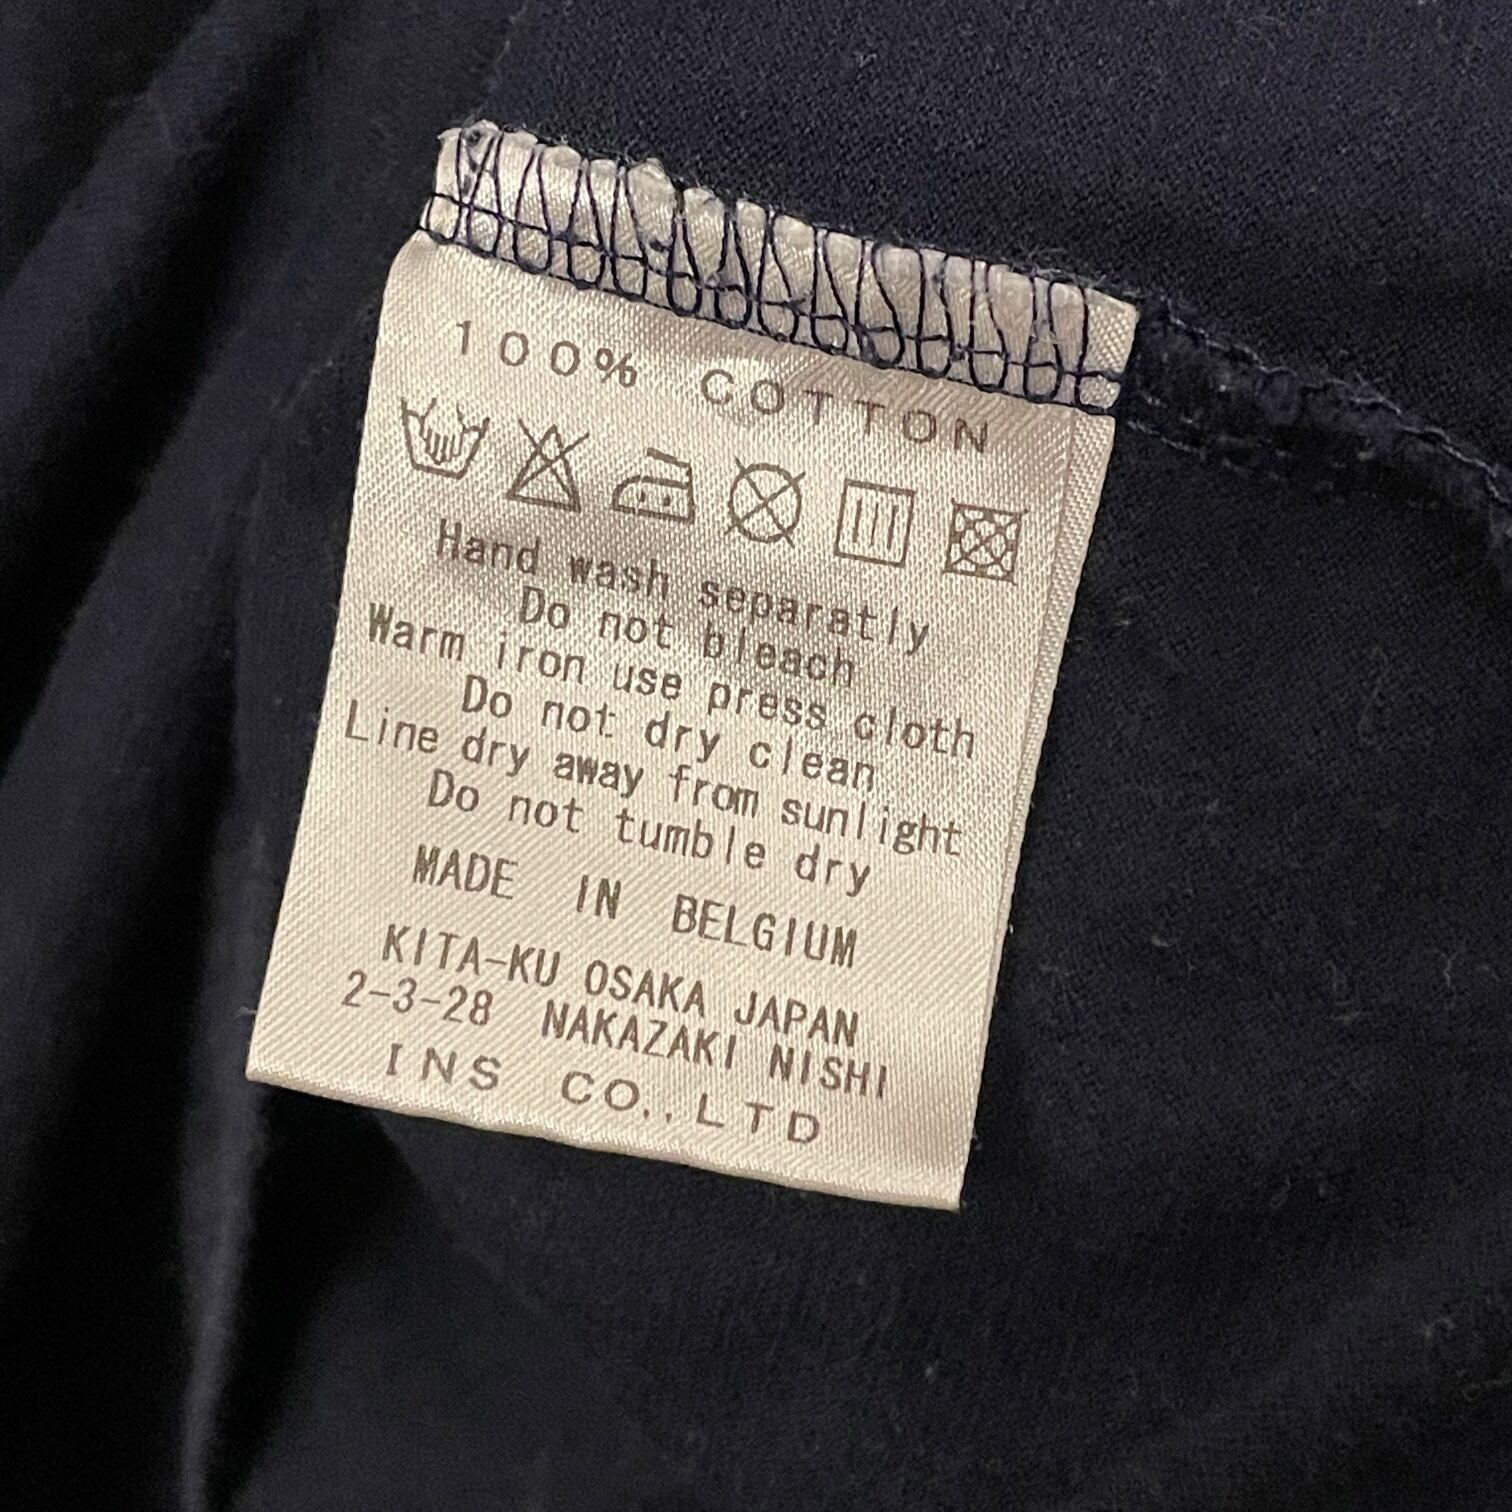 100% COTTON
Hand wash separatly
Do not bleach
Warm iron use press cloth
Do not dry clean
Line dry away from sunlight
Do not tumble dry
MADE IN BELGIUM
KITA-KU OSAKA JAPAN
2-3-28 NAKAZAKI NISHI
INS CO.,LTD